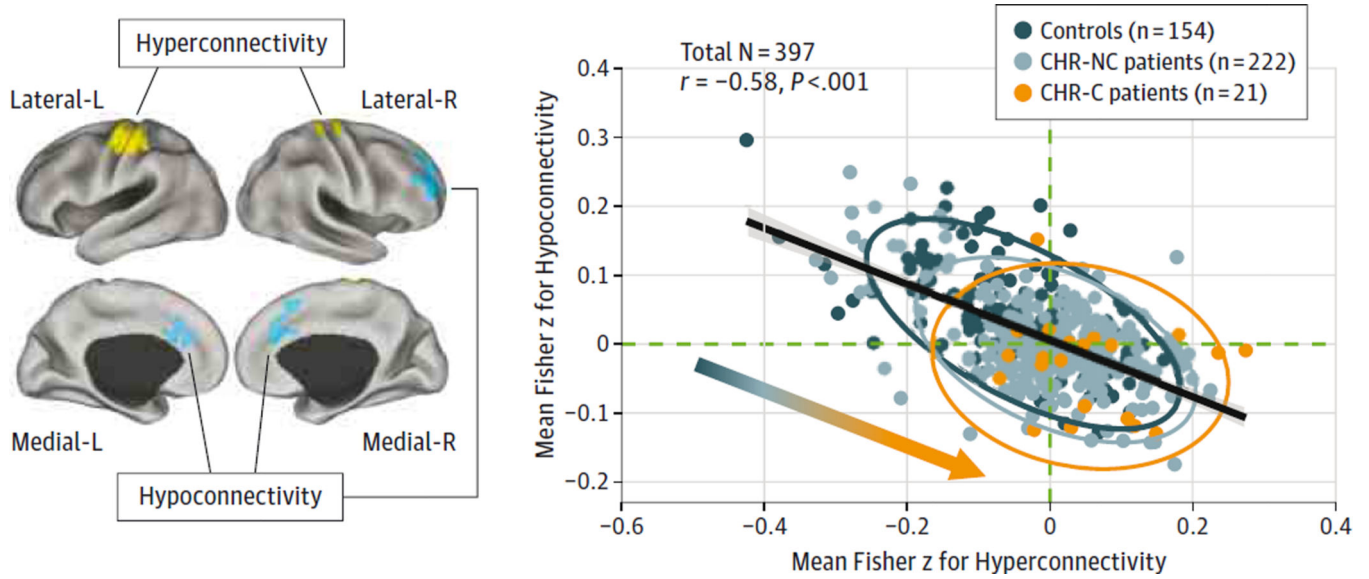 Hyperconnectivity
Lateral-L
Lateral-R
Medial-L
Medial-R
Hypoconnectivity
Total N = 397
r = −0.58, P<.001
Controls (n = 154)
CHR-NC patients (n = 222)
CHR-C patients (n = 21)
Mean Fisher z for Hypoconnectivity
0.4
0.3
0.2
0.1
0
−0.1
−0.2
−0.6
−0.4
−0.2
0
0.2
0.4
Mean Fisher z for Hyperconnectivity